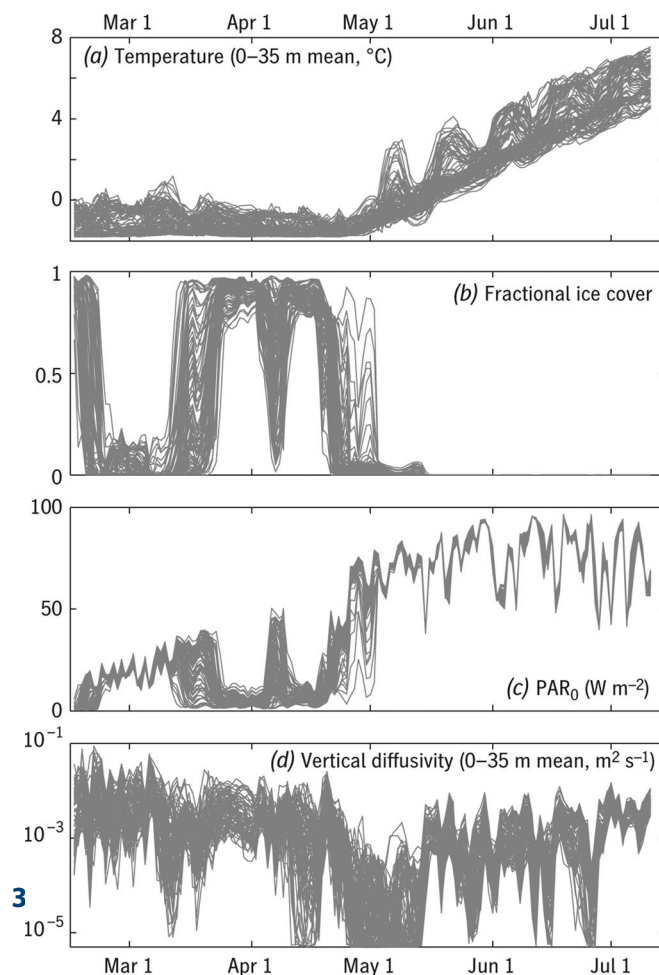 Mar 1 Apr 1 May 1 Jun 1 Jul 1
8
(a) Temperature (0–35 m mean, °C)
4
0
1
(b) Fractional ice cover
0.5
0
100
50
(c) PAR₀ (W m⁻²)
0
10⁻¹
(d) Vertical diffusivity (0–35 m mean, m² s⁻¹)
10⁻³
3
10⁻⁵
Mar 1 Apr 1 May 1 Jun 1 Jul 1